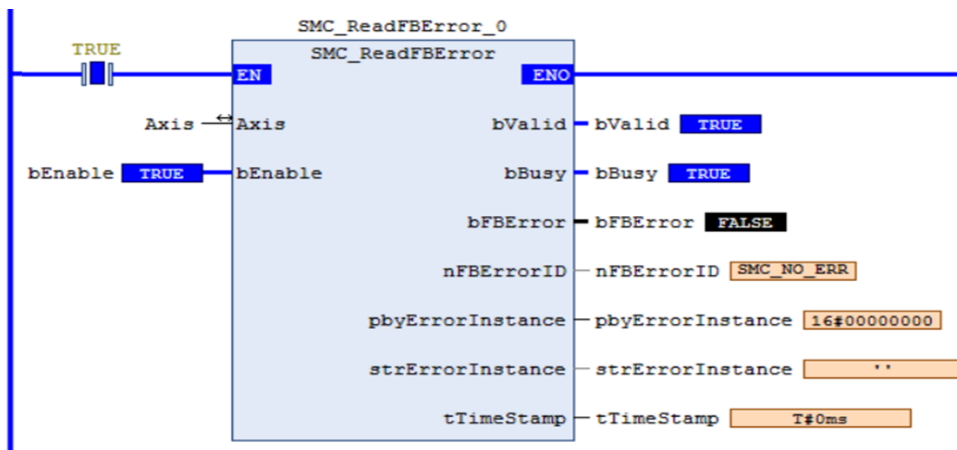 SMC_ReadFBError_0
TRUE SMC_ReadFBError
EN ENO
Axis Axis bValid bValid TRUE
bEnable TRUE bEnable bBusy bBusy TRUE
bFBError bFBError FALSE
nFBErrorID nFBErrorID SMC_NO_ERR
pbyErrorInstance pbyErrorInstance 16#00000000
strErrorInstance strErrorInstance ''
tTimeStamp tTimeStamp T#0ms